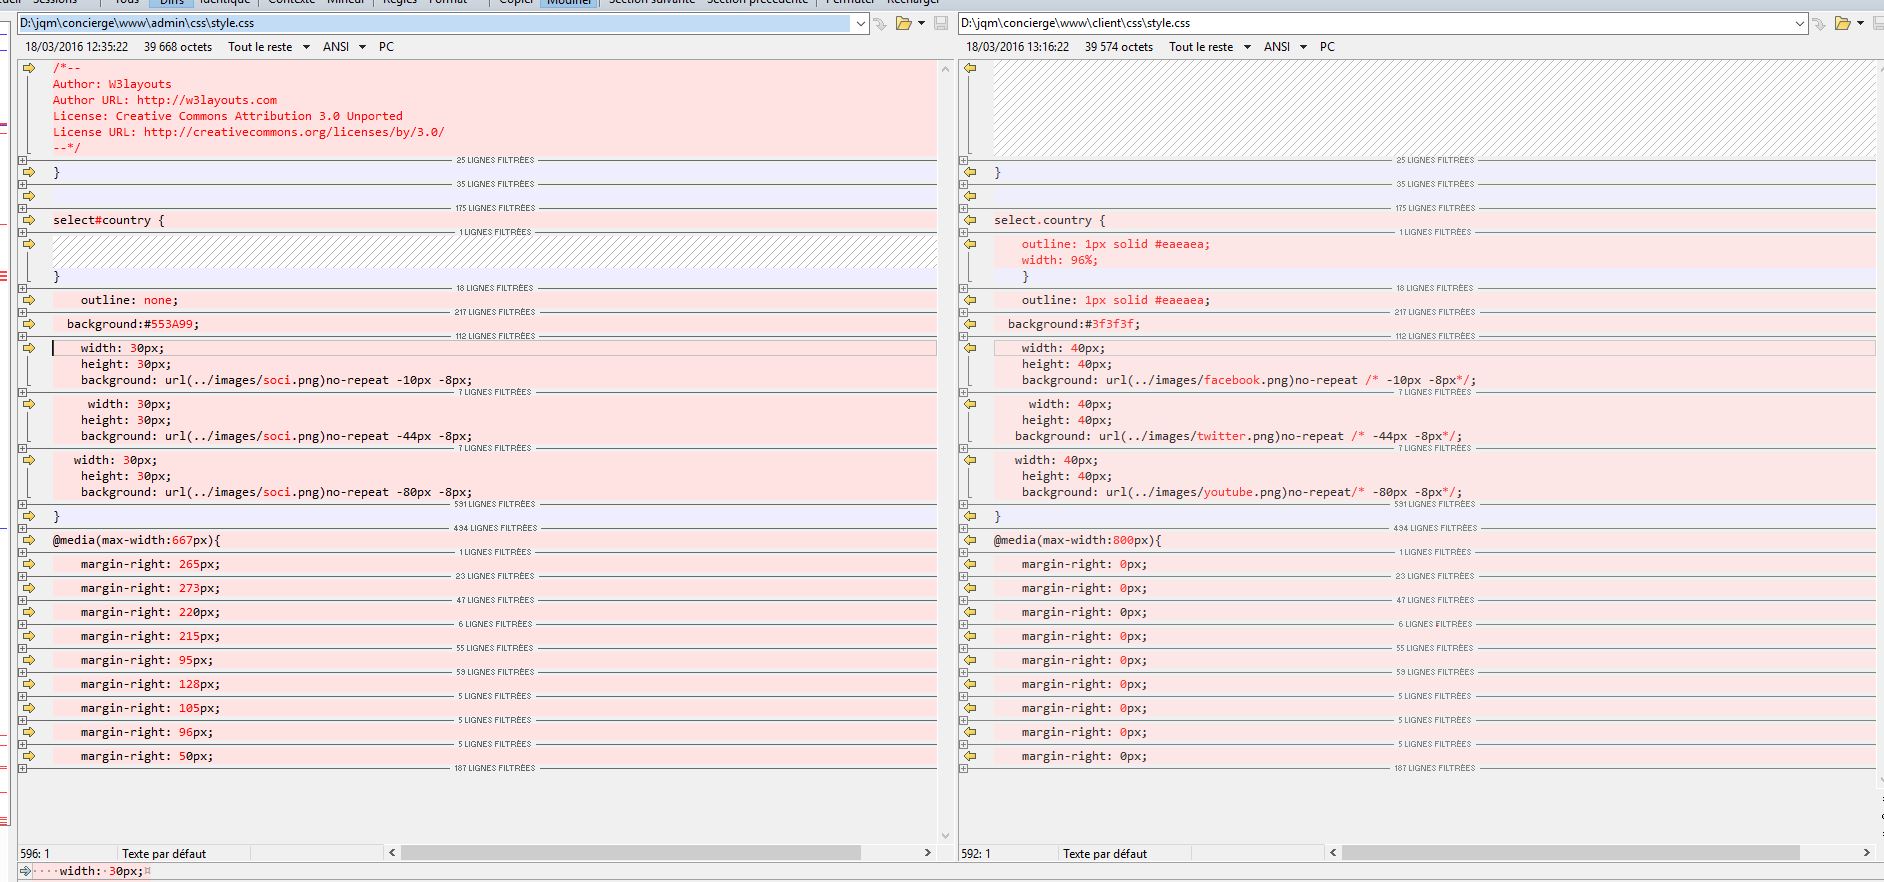 Sessions Tous Diffs Identique Contexte Mineur Règles Format Copier Modifier Section suivante Section précédente Permuter Recharger
D:\jqm\concierge\www\admin\css\style.css
18/03/2016 12:35:22 39 668 octets Tout le reste ANSI PC
/*--
Author: W3layouts
Author URL: http://w3layouts.com
License: Creative Commons Attribution 3.0 Unported
License URL: http://creativecommons.org/licenses/by/3.0/
--*/
25 LIGNES FILTRÉES
}
35 LIGNES FILTRÉES
175 LIGNES FILTRÉES
select#country {
1 LIGNES FILTRÉES
}
18 LIGNES FILTRÉES
outline: none;
217 LIGNES FILTRÉES
background:#553A99;
112 LIGNES FILTRÉES
width: 30px;
height: 30px;
background: url(../images/soci.png)no-repeat -10px -8px;
7 LIGNES FILTRÉES
width: 30px;
height: 30px;
background: url(../images/soci.png)no-repeat -44px -8px;
7 LIGNES FILTRÉES
width: 30px;
height: 30px;
background: url(../images/soci.png)no-repeat -80px -8px;
591 LIGNES FILTRÉES
}
494 LIGNES FILTRÉES
@media(max-width:667px){
1 LIGNES FILTRÉES
margin-right: 265px;
23 LIGNES FILTRÉES
margin-right: 273px;
47 LIGNES FILTRÉES
margin-right: 220px;
6 LIGNES FILTRÉES
margin-right: 215px;
55 LIGNES FILTRÉES
margin-right: 95px;
59 LIGNES FILTRÉES
margin-right: 128px;
5 LIGNES FILTRÉES
margin-right: 105px;
5 LIGNES FILTRÉES
margin-right: 96px;
5 LIGNES FILTRÉES
margin-right: 50px;
187 LIGNES FILTRÉES
596: 1 Texte par défaut
D:\jqm\concierge\www\client\css\style.css
18/03/2016 13:16:22 39 574 octets Tout le reste ANSI PC
25 LIGNES FILTRÉES
}
35 LIGNES FILTRÉES
175 LIGNES FILTRÉES
select.country {
1 LIGNES FILTRÉES
outline: 1px solid #eaeaea;
width: 96%;
}
18 LIGNES FILTRÉES
outline: 1px solid #eaeaea;
217 LIGNES FILTRÉES
background:#3f3f3f;
112 LIGNES FILTRÉES
width: 40px;
height: 40px;
background: url(../images/facebook.png)no-repeat /* -10px -8px*/;
7 LIGNES FILTRÉES
width: 40px;
height: 40px;
background: url(../images/twitter.png)no-repeat /* -44px -8px*/;
7 LIGNES FILTRÉES
width: 40px;
height: 40px;
background: url(../images/youtube.png)no-repeat/* -80px -8px*/;
591 LIGNES FILTRÉES
}
494 LIGNES FILTRÉES
@media(max-width:800px){
1 LIGNES FILTRÉES
margin-right: 0px;
23 LIGNES FILTRÉES
margin-right: 0px;
47 LIGNES FILTRÉES
margin-right: 0px;
6 LIGNES FILTRÉES
margin-right: 0px;
55 LIGNES FILTRÉES
margin-right: 0px;
59 LIGNES FILTRÉES
margin-right: 0px;
5 LIGNES FILTRÉES
margin-right: 0px;
5 LIGNES FILTRÉES
margin-right: 0px;
5 LIGNES FILTRÉES
margin-right: 0px;
187 LIGNES FILTRÉES
592: 1 Texte par défaut
····width:·30px;¤